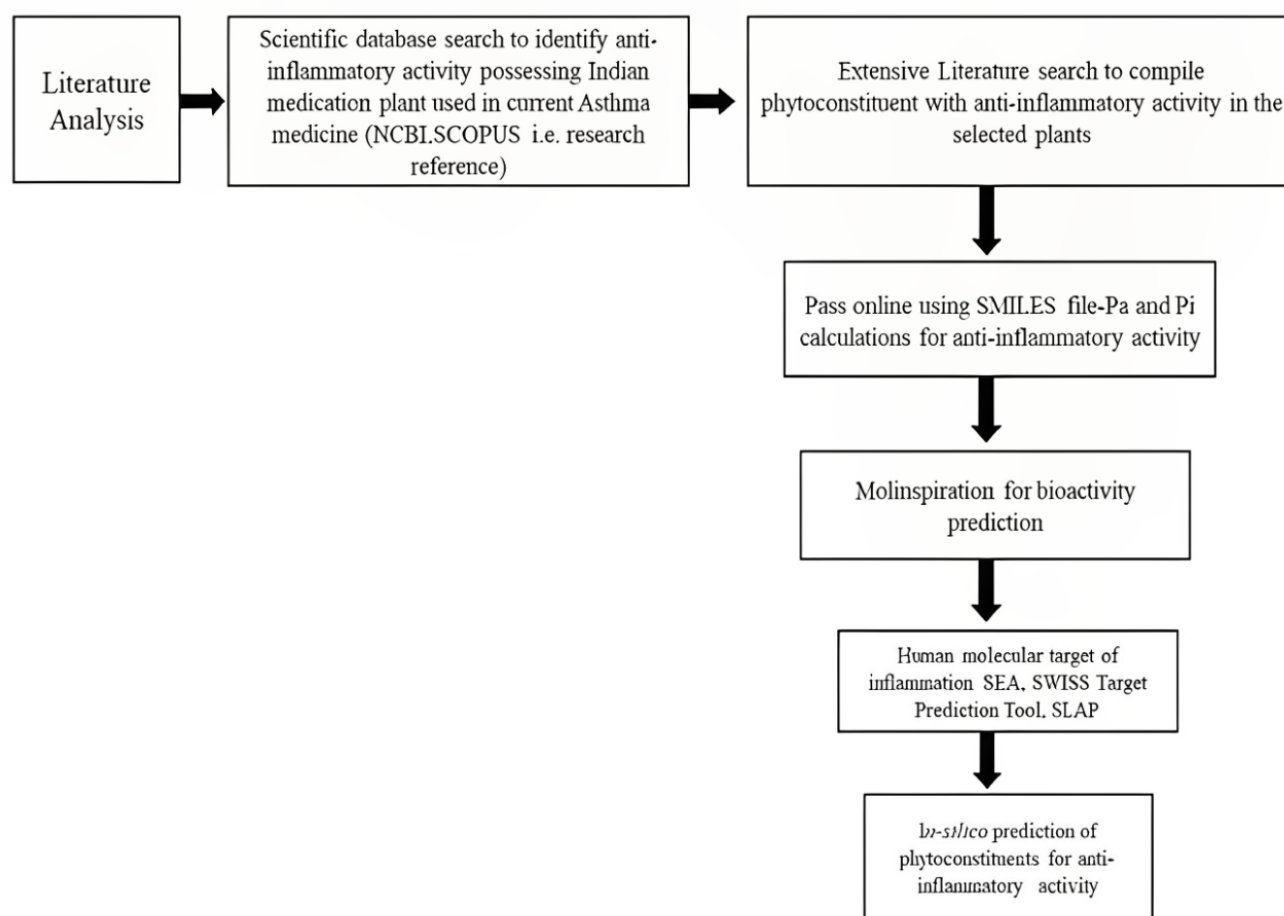 Literature
Analysis
Scientific database search to identify anti-
inflammatory activity possessing Indian
medication plant used in current Asthma
medicine (NCBI.SCOPUS i.e. research
reference)
Extensive Literature search to compile
phytoconstituent with anti-inflammatory activity in the
selected plants
Pass online using SMILES file-Pa and Pi
calculations for anti-inflammatory activity
Molinspiration for bioactivity
prediction
Human molecular target of
inflammation SEA, SWISS Target
Prediction Tool, SLAP
In-silico prediction of
phytoconstituents for anti-
inflammatory activity